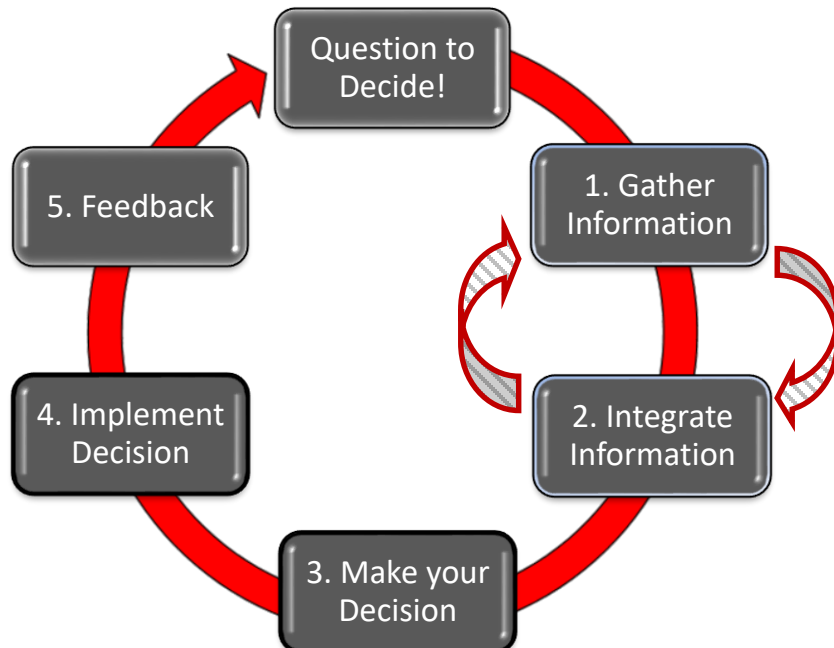 Question to
Decide!
1. Gather
Information
2. Integrate
Information
3. Make your
Decision
4. Implement
Decision
5. Feedback